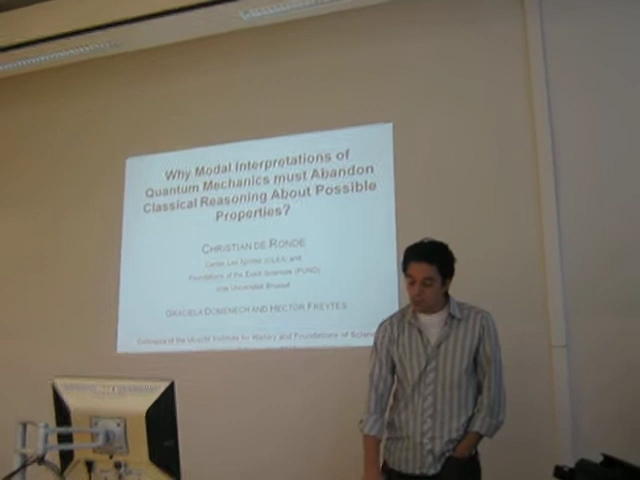 Why Modal Interpretations of
Quantum Mechanics must Abandon
Classical Reasoning About Possible
Properties?
CHRISTIAN DE RONDE
Center Leo Apostel (CLEA) and
Foundations of the Exact Sciences (FUND)
Vrije Universiteit Brussel
GRACIELA DOMENECH AND HECTOR FREYTES
Colloquia of the Utrecht Institute for History and Foundations of Science